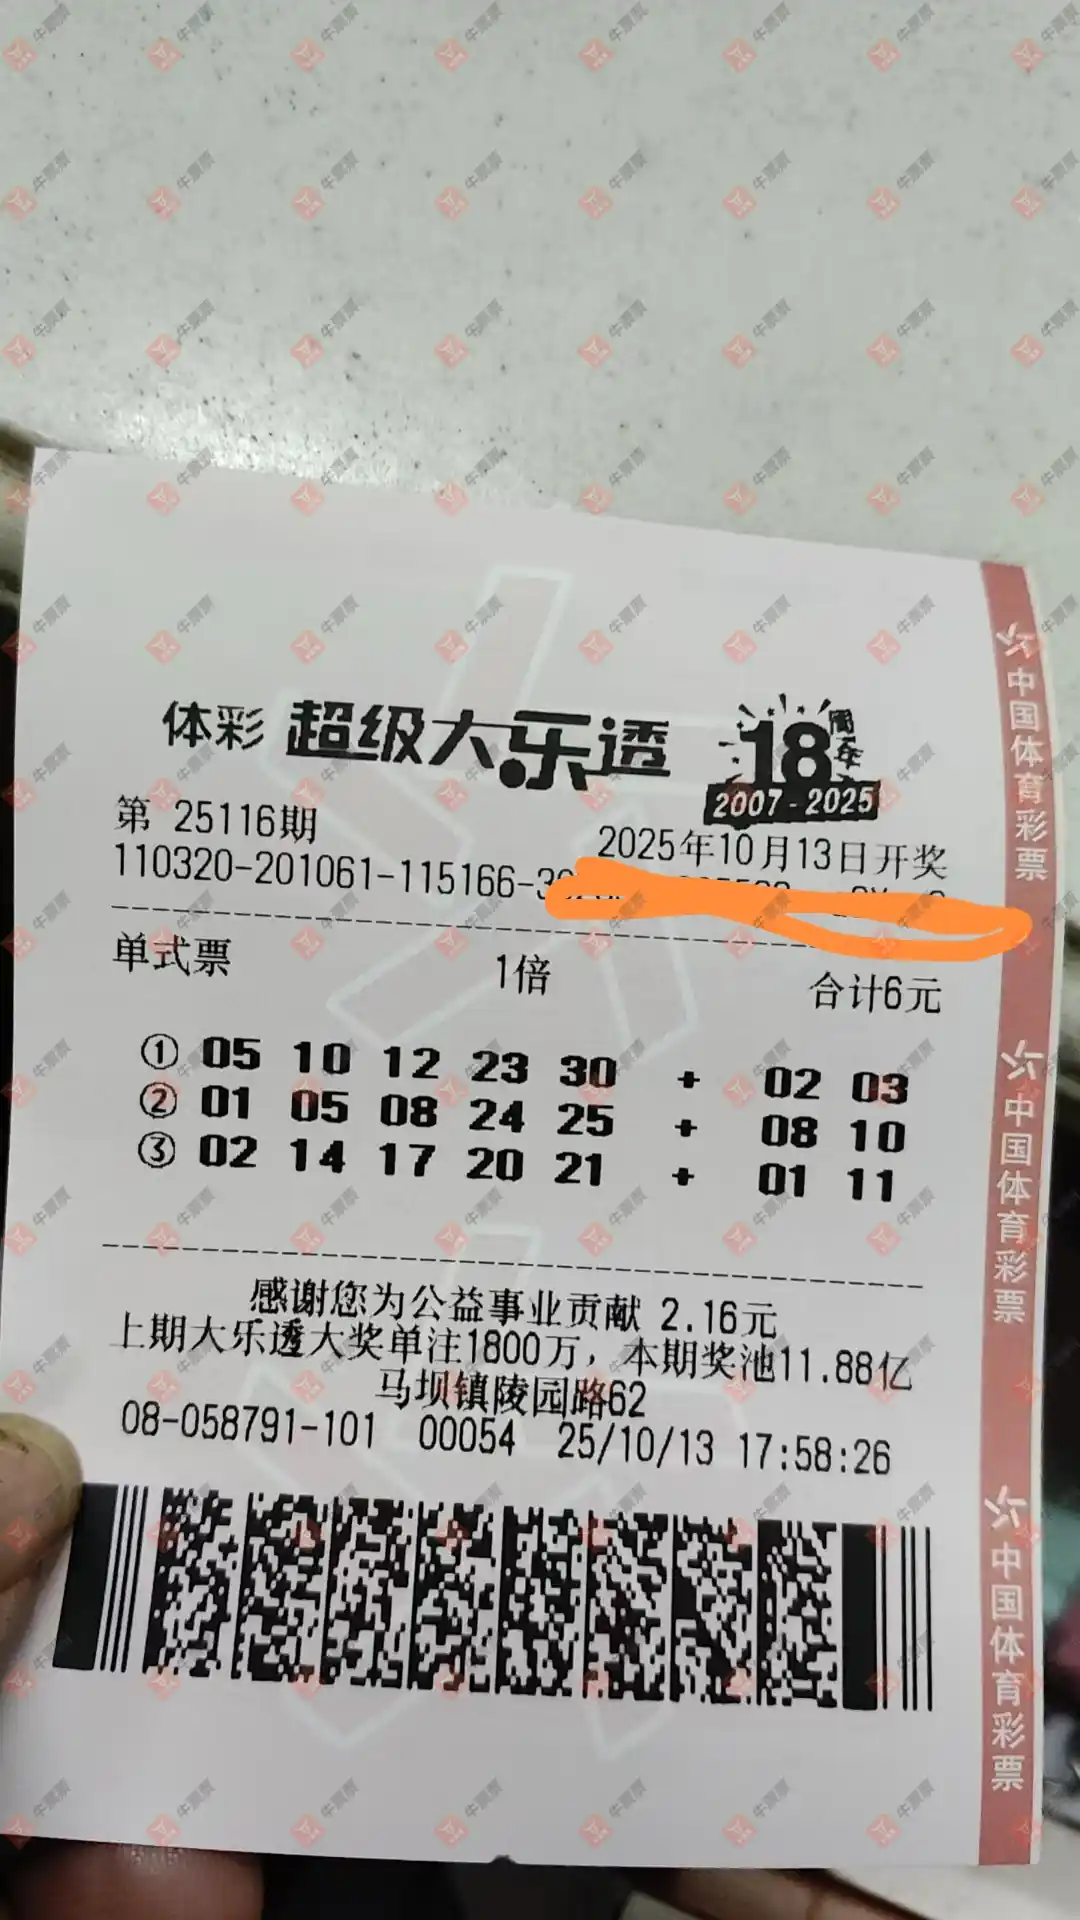 体彩 超级大乐透 18周年
2007-2025
第 25116期
2025年10月13日开奖
110320-201061-115166-3
单式票 1倍 合计6元
① 05 10 12 23 30 + 02 03
② 01 05 08 24 25 + 08 10
③ 02 14 17 20 21 + 01 11
感谢您为公益事业贡献 2.16元
上期大乐透大奖单注1800万，本期奖池11.88亿
马坝镇陵园路62
08-058791-101 00054 25/10/13 17:58:26
中国体育彩票
中国体育彩票
中国体育彩票
牛票票